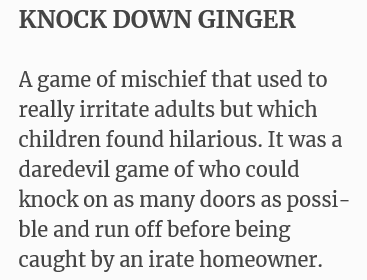 KNOCK DOWN GINGER
A game of mischief that used to
really irritate adults but which
children found hilarious. It was a
daredevil game of who could
knock on as many doors as possi-
ble and run off before being
caught by an irate homeowner.